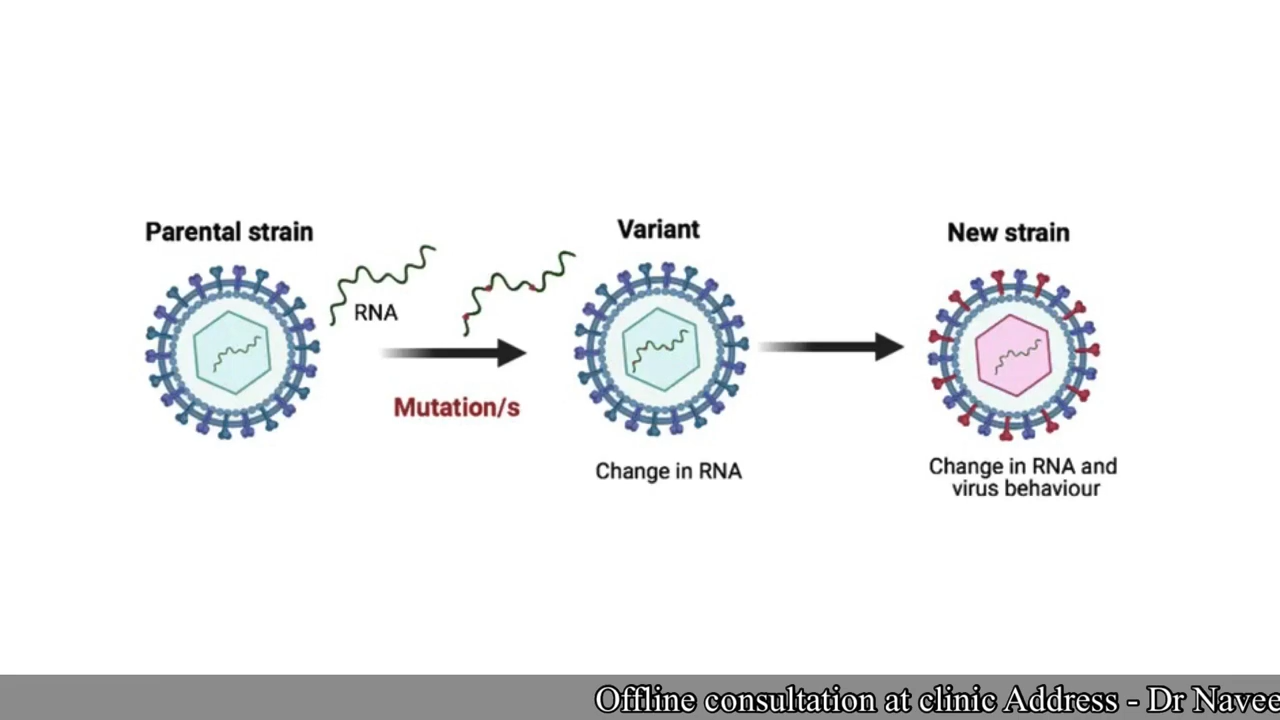 Parental strain
Variant
New strain
RNA
Mutation/s
Change in RNA
Change in RNA and
virus behaviour
Offline consultation at clinic Address - Dr Navee